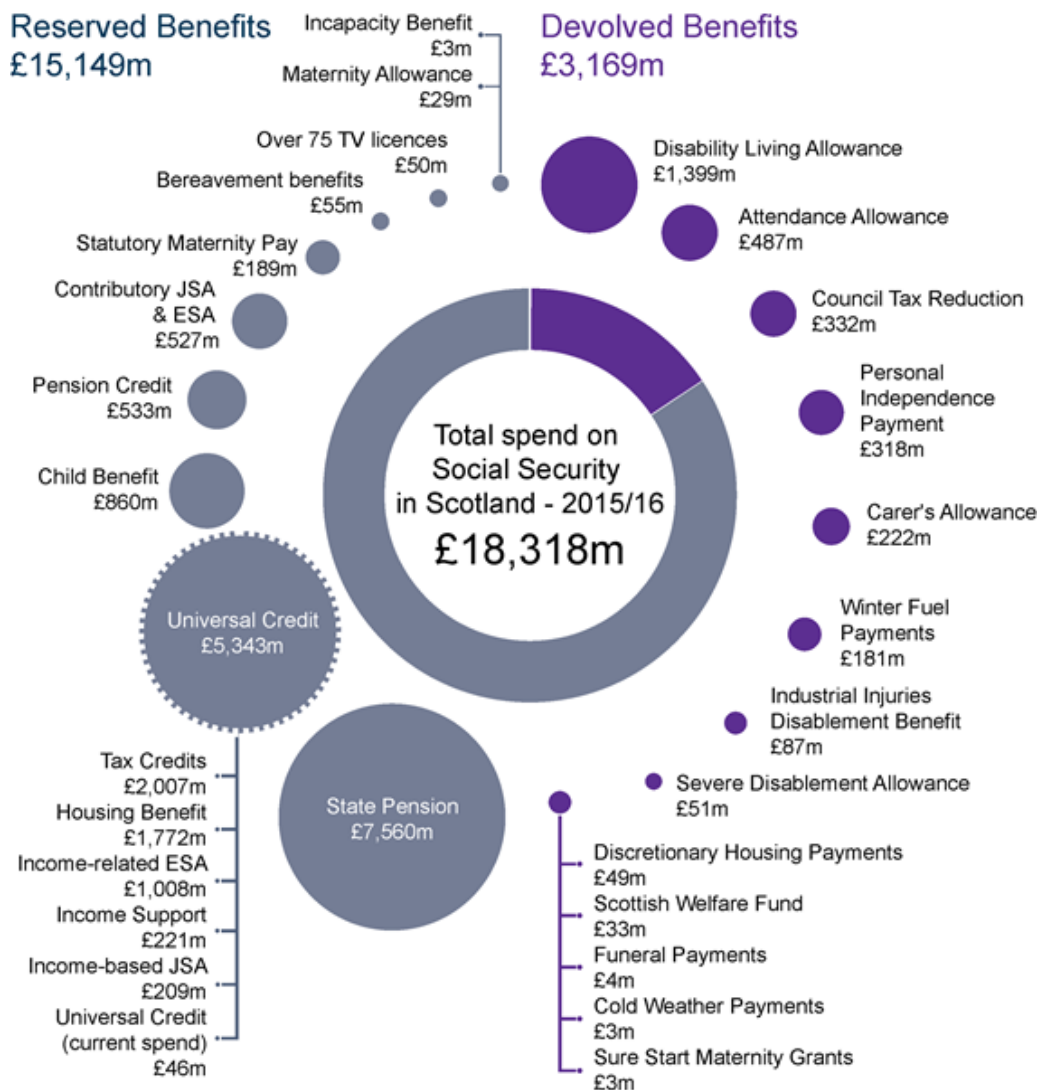 Reserved Benefits
£15,149m
Incapacity Benefit
£3m
Maternity Allowance
£29m
Over 75 TV licences
£50m
Bereavement benefits
£55m
Statutory Maternity Pay
£189m
Contributory JSA
& ESA
£527m
Pension Credit
£533m
Child Benefit
£860m
Universal Credit
£5,343m
Tax Credits
£2,007m
Housing Benefit
£1,772m
Income-related ESA
£1,008m
Income Support
£221m
Income-based JSA
£209m
Universal Credit
(current spend)
£46m
State Pension
£7,560m
Total spend on
Social Security
in Scotland - 2015/16
£18,318m
Devolved Benefits
£3,169m
Disability Living Allowance
£1,399m
Attendance Allowance
£487m
Council Tax Reduction
£332m
Personal
Independence
Payment
£318m
Carer's Allowance
£222m
Winter Fuel
Payments
£181m
Industrial Injuries
Disablement Benefit
£87m
Severe Disablement Allowance
£51m
Discretionary Housing Payments
£49m
Scottish Welfare Fund
£33m
Funeral Payments
£4m
Cold Weather Payments
£3m
Sure Start Maternity Grants
£3m